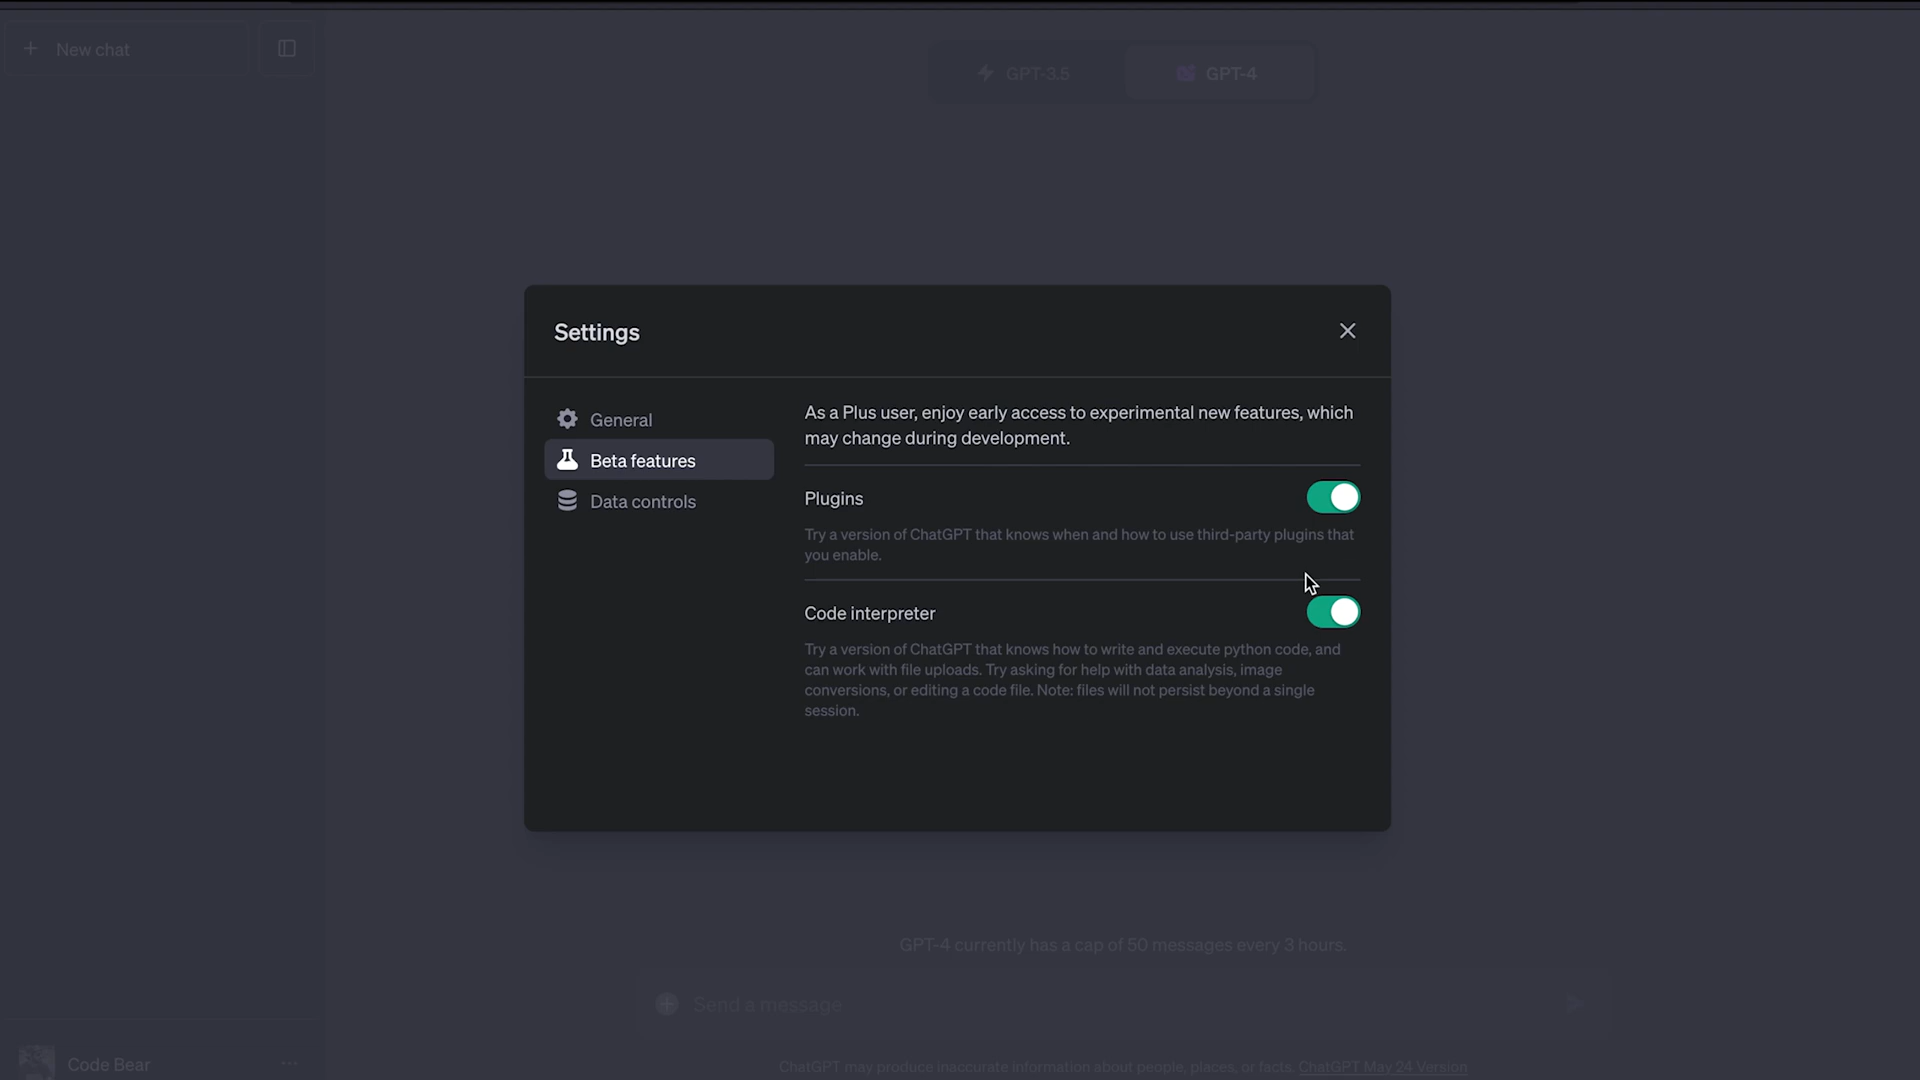 New chat
GPT-3.5
GPT-4
Settings
General
Beta features
Data controls
As a Plus user, enjoy early access to experimental new features, which
may change during development.
Plugins
Try a version of ChatGPT that knows when and how to use third-party plugins that
you enable.
Code interpreter
Try a version of ChatGPT that knows how to write and execute python code, and
can work with file uploads. Try asking for help with data analysis, image
conversions, or editing a code file. Note: files will not persist beyond a single
session.
GPT-4 currently has a cap of 50 messages every 3 hours.
Send a message
Code Bear
ChatGPT may produce inaccurate information about people, places, or facts. ChatGPT May 24 Version